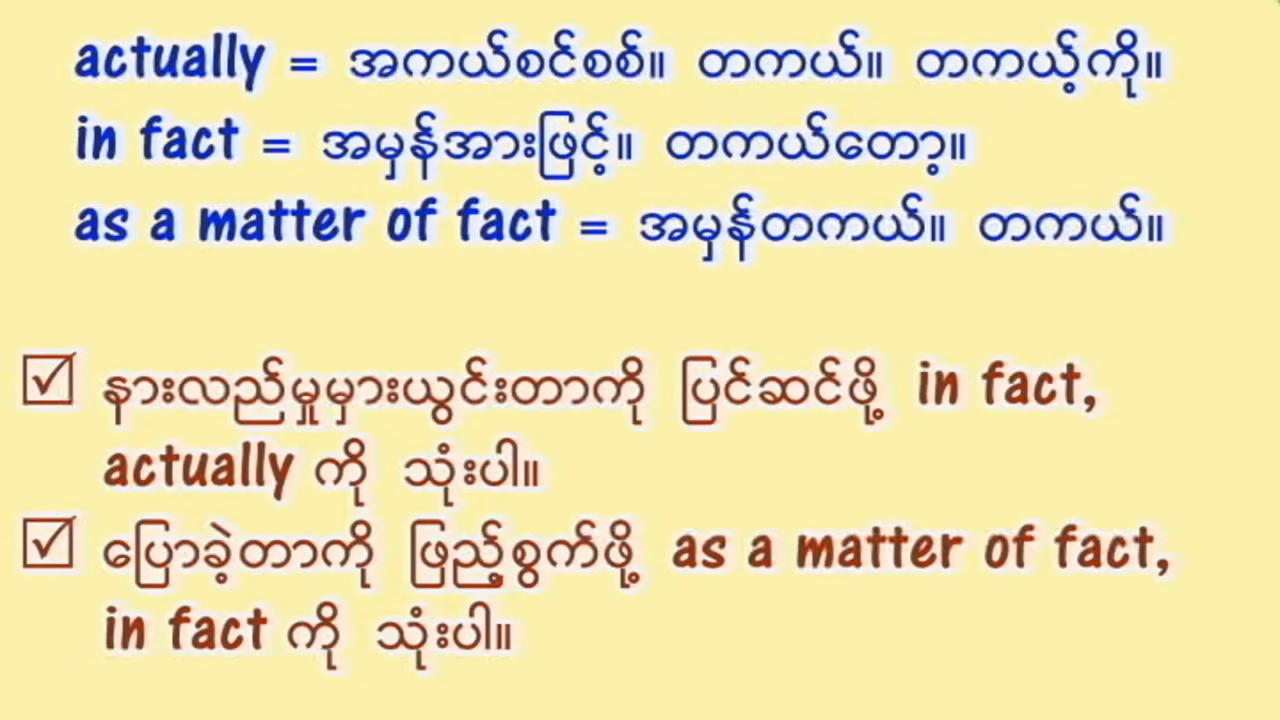 actually = အကယ်စင်စစ်။ တကယ်။ တကယ့်ကို။
in fact = အမှန်အားဖြင့်။ တကယ်တော့။
as a matter of fact = အမှန်တကယ်။ တကယ်။
☑ နားလည်မှုမှားယွင်းတာကို ပြင်ဆင်ဖို့ in fact,
actually ကို သုံးပါ။
☑ ပြောခဲ့တာကို ဖြည့်စွက်ဖို့ as a matter of fact,
in fact ကို သုံးပါ။